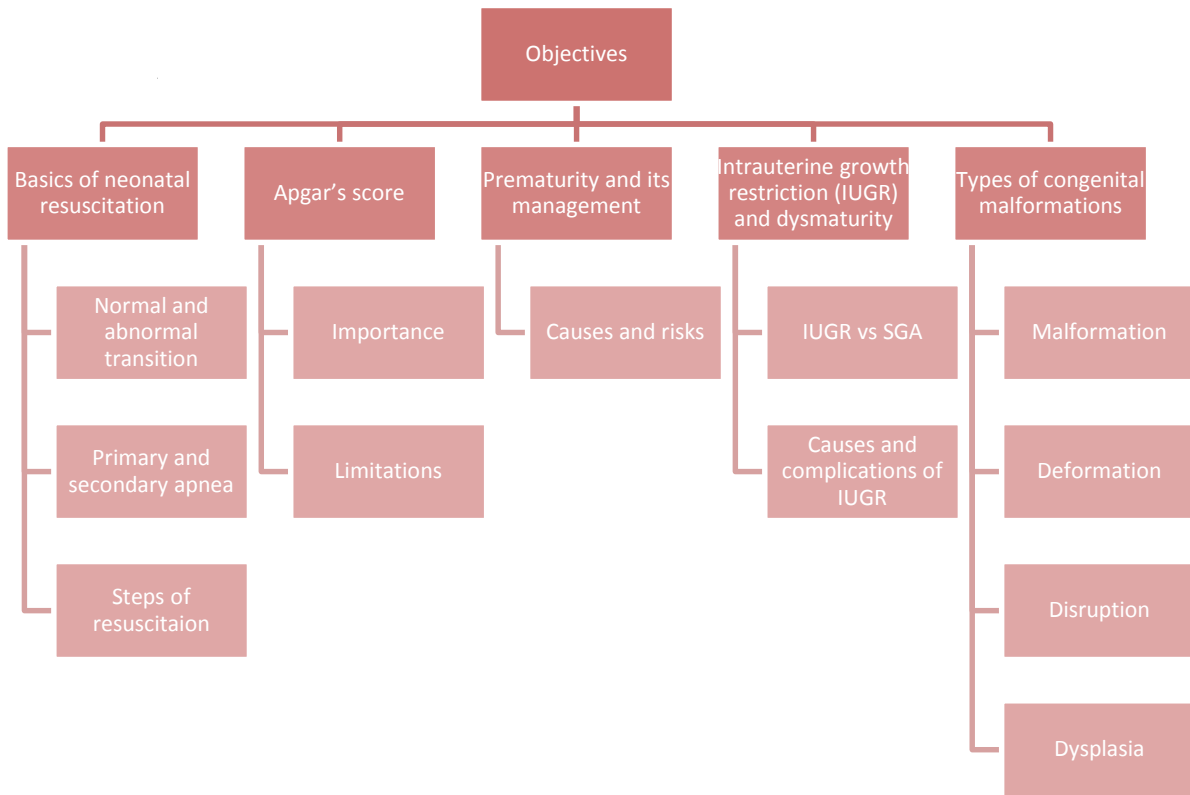 Objectives
Basics of neonatal
resuscitation
Normal and
abnormal
transition
Primary and
secondary apnea
Steps of
resuscitaion
Apgar’s score
Importance
Limitations
Prematurity and its
management
Causes and risks
Intrauterine growth
restriction (IUGR)
and dysmaturity
IUGR vs SGA
Causes and
complications of
IUGR
Types of congenital
malformations
Malformation
Deformation
Disruption
Dysplasia